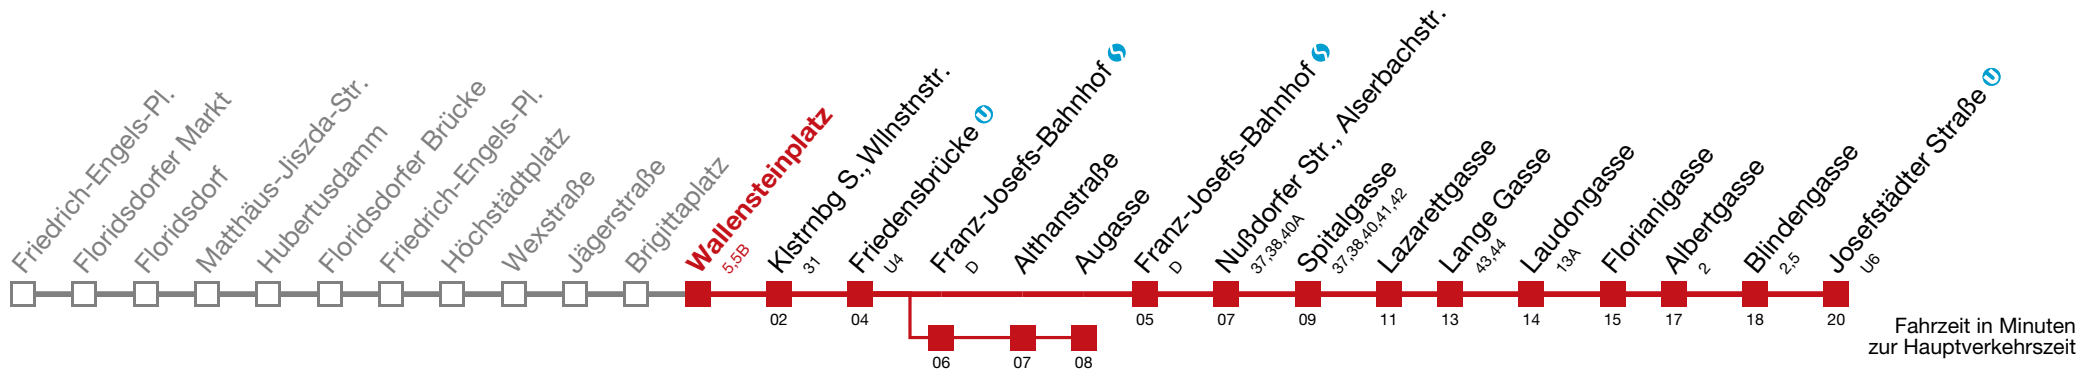 Friedrich-Engels-Pl.
Floridsdorfer Markt
Floridsdorf
Matthäus-Jiszda-Str.
Hubertusdamm
Floridsdorfer Brücke
Friedrich-Engels-Pl.
Höchstädtplatz
Wexstraße
Jägerstraße
Brigittaplatz
Wallensteinplatz
5,5B
Klstrnbg S., Wllnstnstr.
31
02
Friedensbrücke U
U4
04
Franz-Josefs-Bahnhof S
D
06
Althanstraße
07
Augasse
08
Franz-Josefs-Bahnhof S
D
05
Nußdorfer Str., Alserbachstr.
37,38,40A
07
Spitalgasse
37,38,40,41,42
09
Lazarettgasse
11
Lange Gasse
43,44
13
Laudongasse
13A
14
Florianigasse
15
Albertgasse
2
17
Blindengasse
2,5
18
Josefstädter Straße U
U6
20
Fahrzeit in Minuten
zur Hauptverkehrszeit